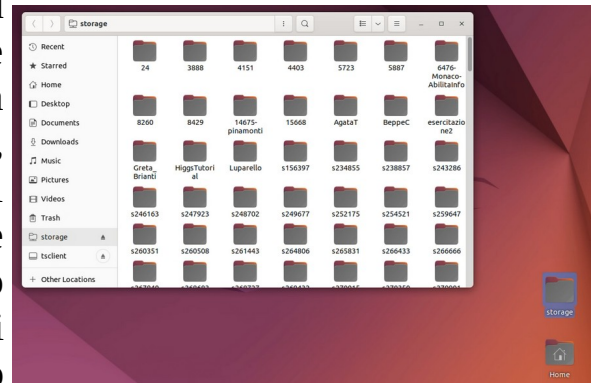 storage
Recent
Starred
Home
Desktop
Documents
Downloads
Music
Pictures
Videos
Trash
storage
tsclient
+ Other Locations
24 3888 4151 4403 5723 5887 6476-
Monaco-
AbilitaInfo
8260 8429 14675-
pinamonti 15668 AgataT BeppeC esercitazio
ne2
Greta_
Brianti HiggsTutori
al Luparello s156397 s234855 s238857 s243286
s246163 s247923 s248702 s249677 s252175 s254521 s259647
s260351 s260508 s261443 s264806 s265831 s266433 s266666
storage
Home